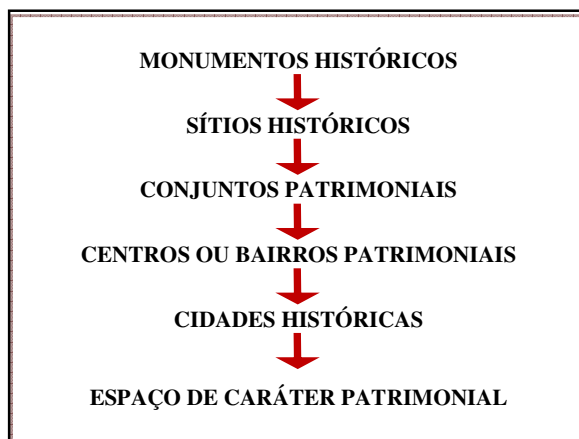 MONUMENTOS HISTÓRICOS
SÍTIOS HISTÓRICOS
CONJUNTOS PATRIMONIAIS
CENTROS OU BAIRROS PATRIMONIAIS
CIDADES HISTÓRICAS
ESPAÇO DE CARÁTER PATRIMONIAL